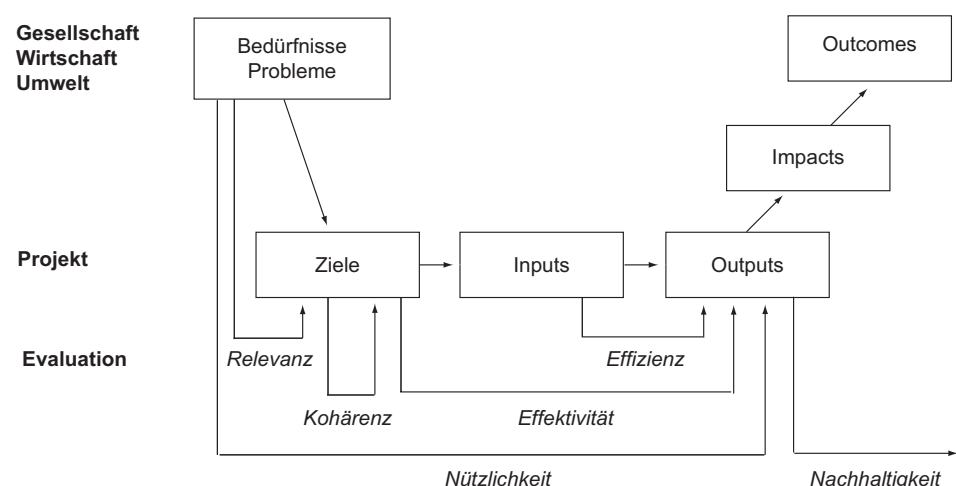 Gesellschaft
Wirtschaft
Umwelt
Bedürfnisse
Probleme
Outcomes
Impacts
Projekt
Ziele
Inputs
Outputs
Evaluation
Relevanz
Effizienz
Kohärenz
Effektivität
Nützlichkeit
Nachhaltigkeit